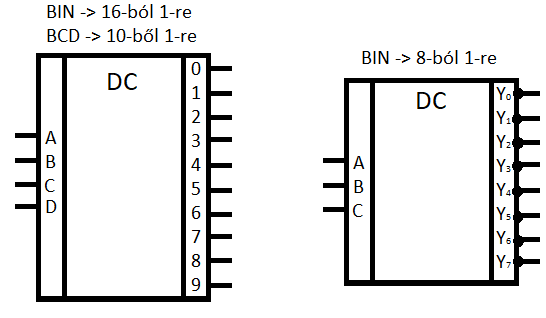 BIN -> 16-ból 1-re
BCD -> 10-ből 1-re
DC
0
1
2
3
4
5
6
7
8
9
A
B
C
D
BIN -> 8-ból 1-re
DC
Y₀
Y₁
Y₂
Y₃
Y₄
Y₅
Y₆
Y₇
A
B
C